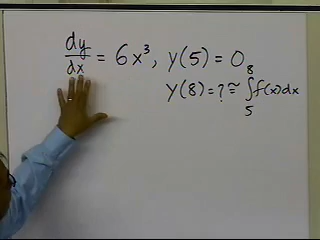 dy/dx = 6x³, y(5) = 0
y(8) = ? ≅ ∫₅⁸ f(x)dx